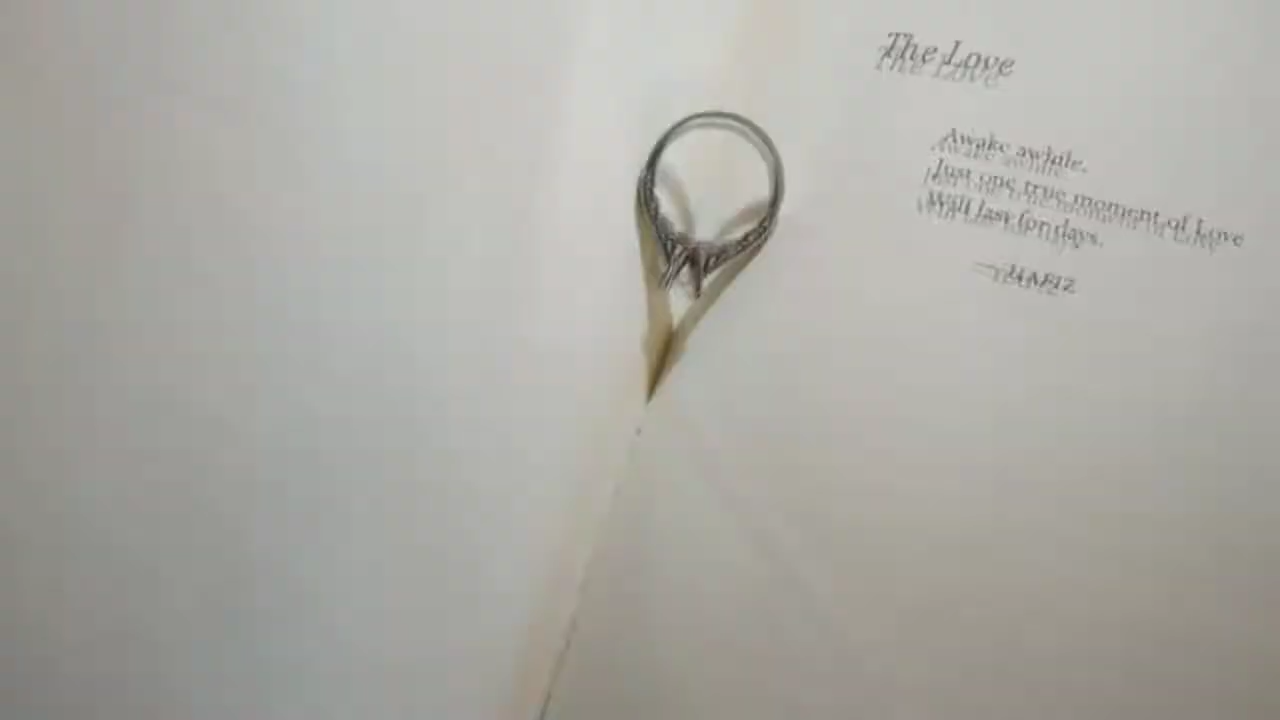 The Love
Awake awhile.
Just one true moment of Love
Will last for days.
—HAFIZ